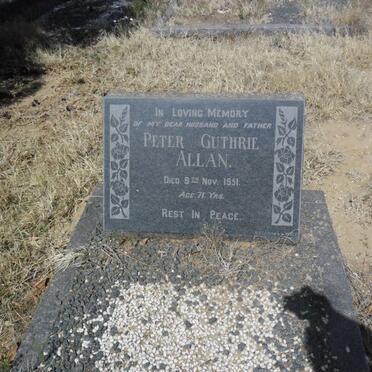 IN LOVING MEMORY
OF MY DEAR HUSBAND AND FATHER
PETER GUTHRIE
ALLAN.
DIED 9TH NOV. 1951.
AGE 71 YRS.
REST IN PEACE.